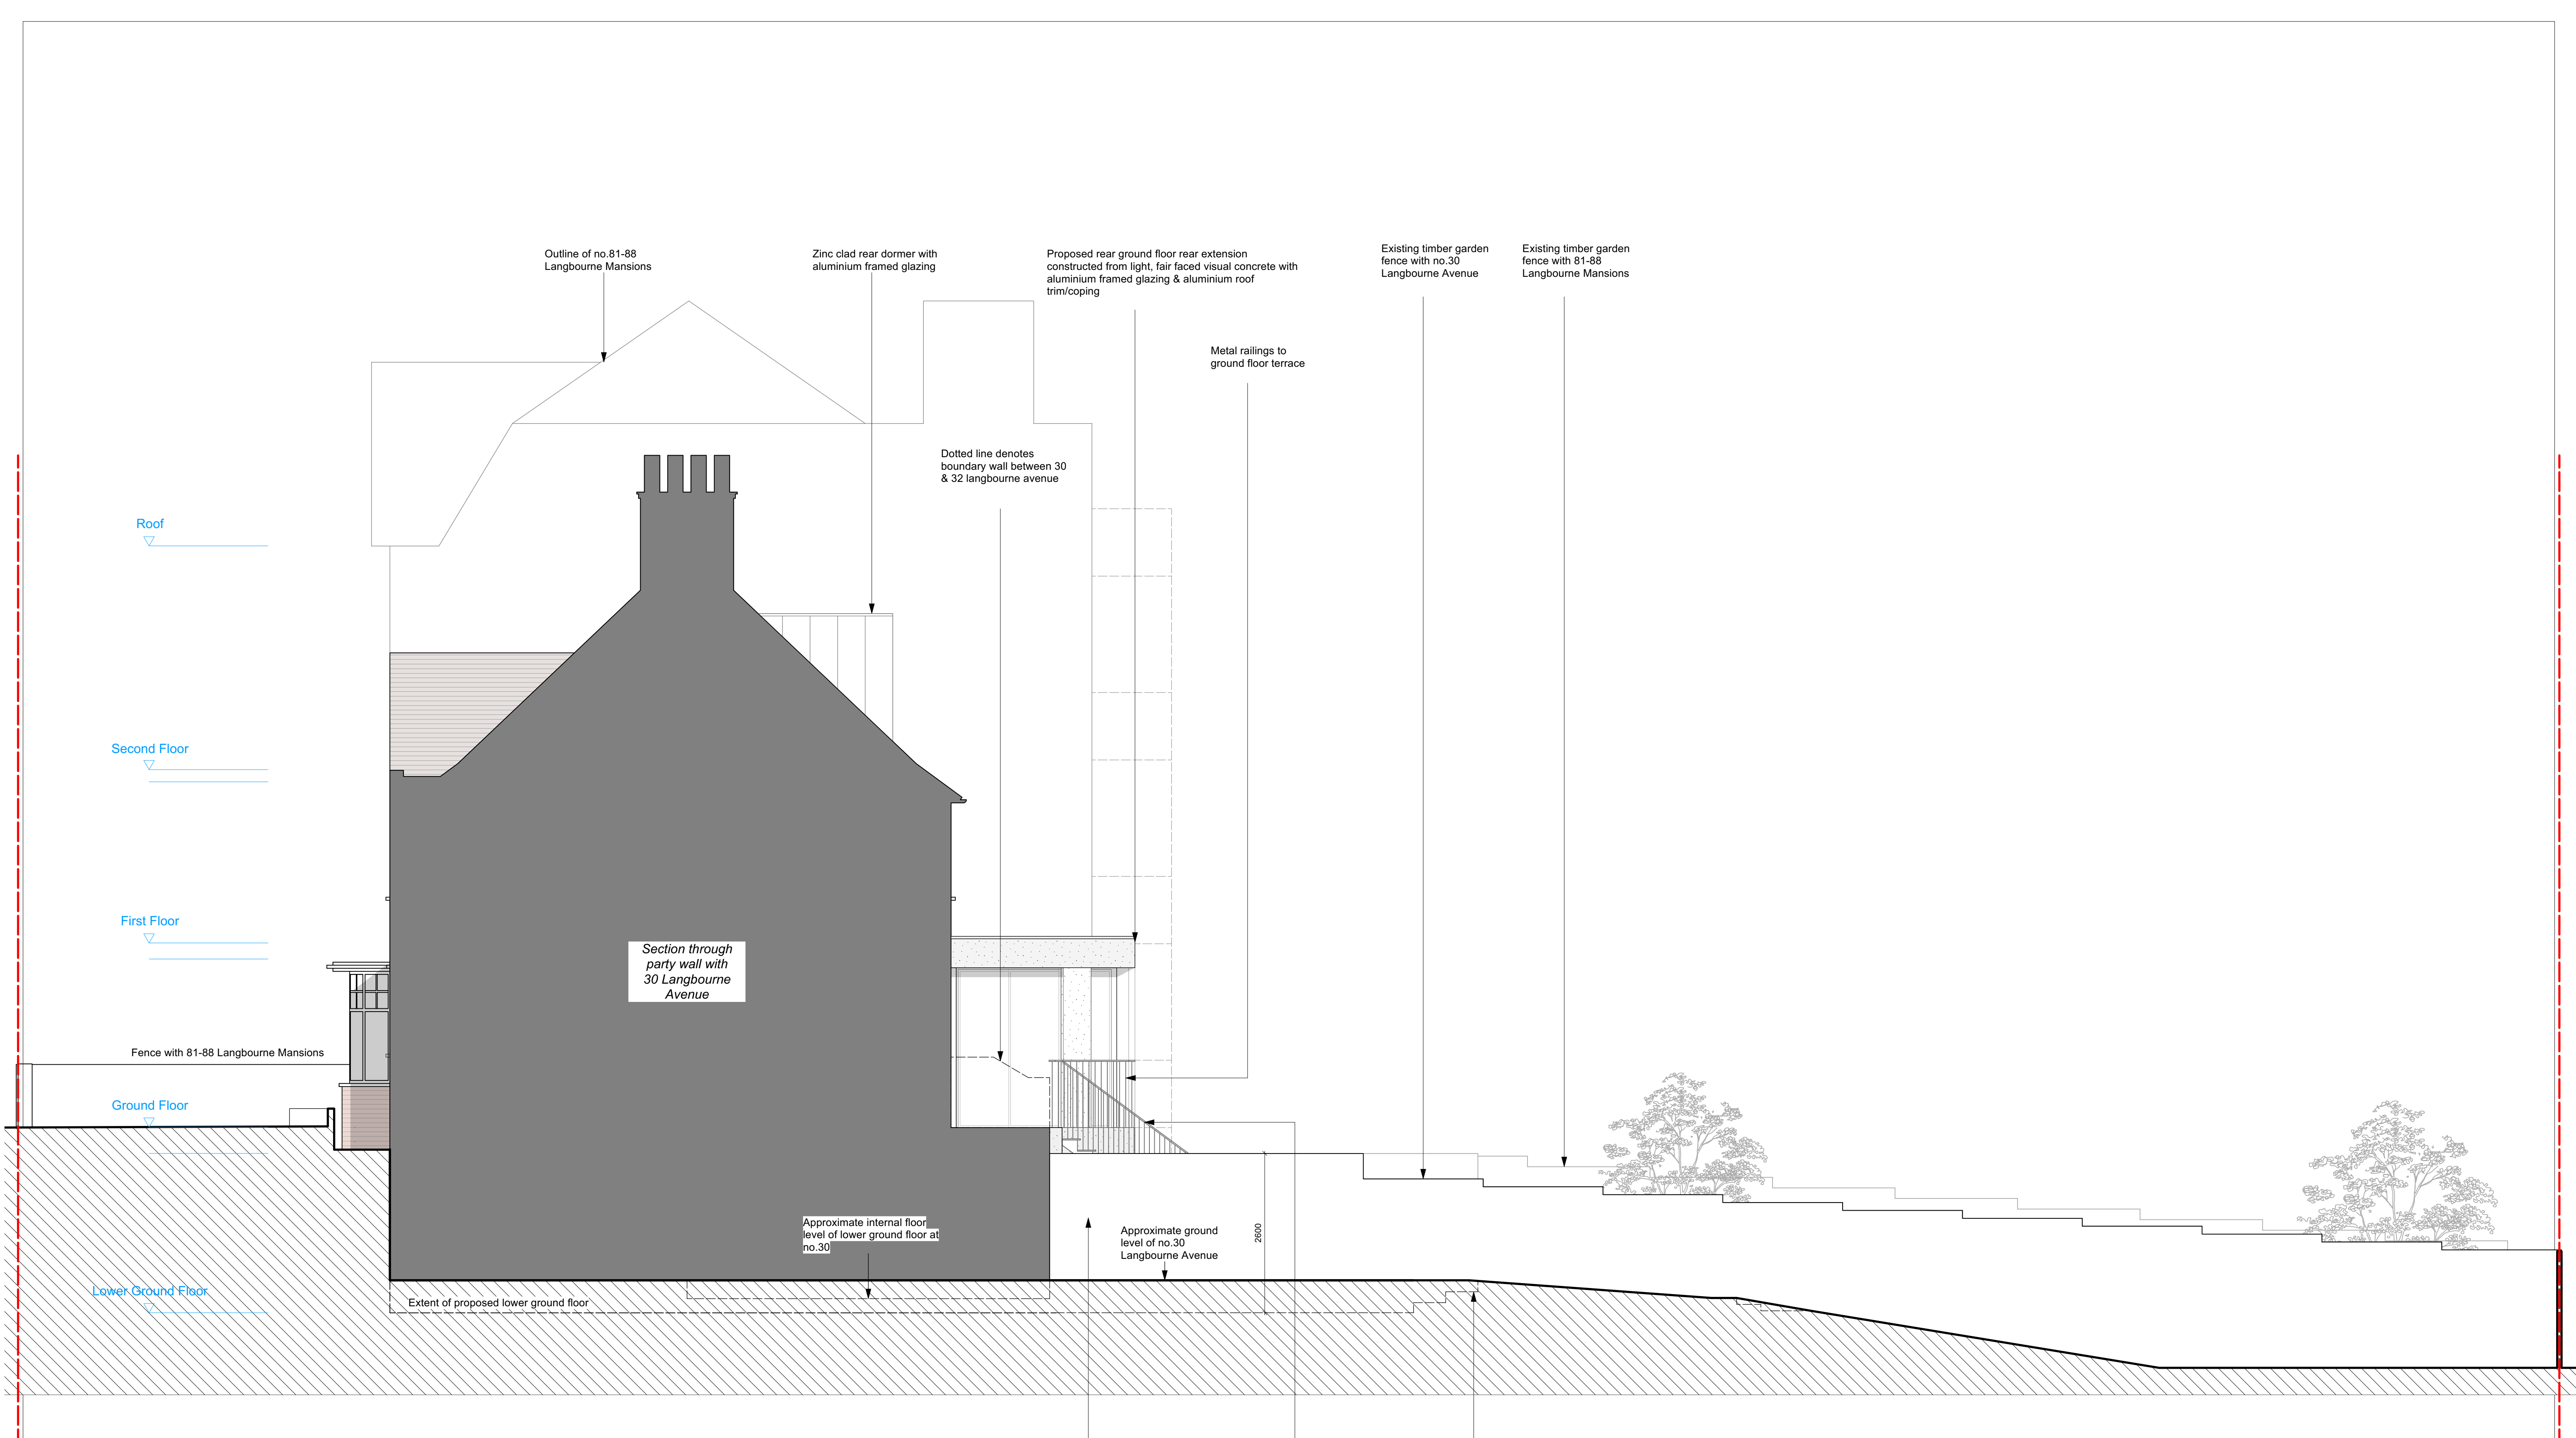 Existing timber garden
fence with no.30
Langbourne Avenue
Existing timber garden
fence with 81-88
Langbourne Mansions
Outline of no.81-88
Langbourne Mansions
Zinc clad rear dormer with
aluminium framed glazing
Proposed rear ground floor rear extension
constructed from light, fair faced visual concrete with
aluminium framed glazing & aluminium roof
trim/coping
Metal railings to
ground floor terrace
Dotted line denotes
boundary wall between 30
& 32 langbourne avenue
Roof
Second Floor
First Floor
Section through
party wall with
30 Langbourne
Avenue
Fence with 81-88 Langbourne Mansions
Ground Floor
Approximate internal floor
level of lower ground floor at
no.30
Approximate ground
level of no.30
Langbourne Avenue
2600
Lower Ground Floor
Extent of proposed lower ground floor